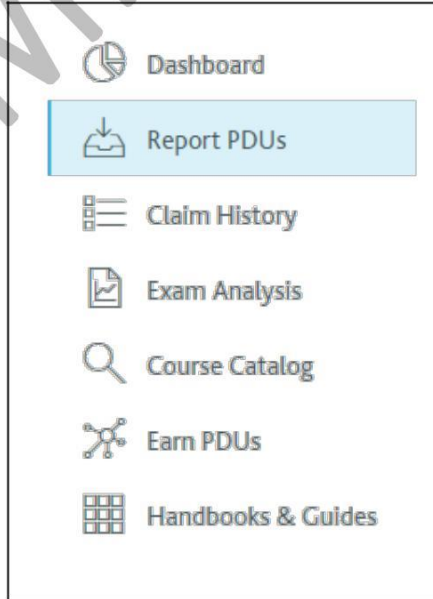 Dashboard
Report PDUs
Claim History
Exam Analysis
Course Catalog
Earn PDUs
Handbooks & Guides